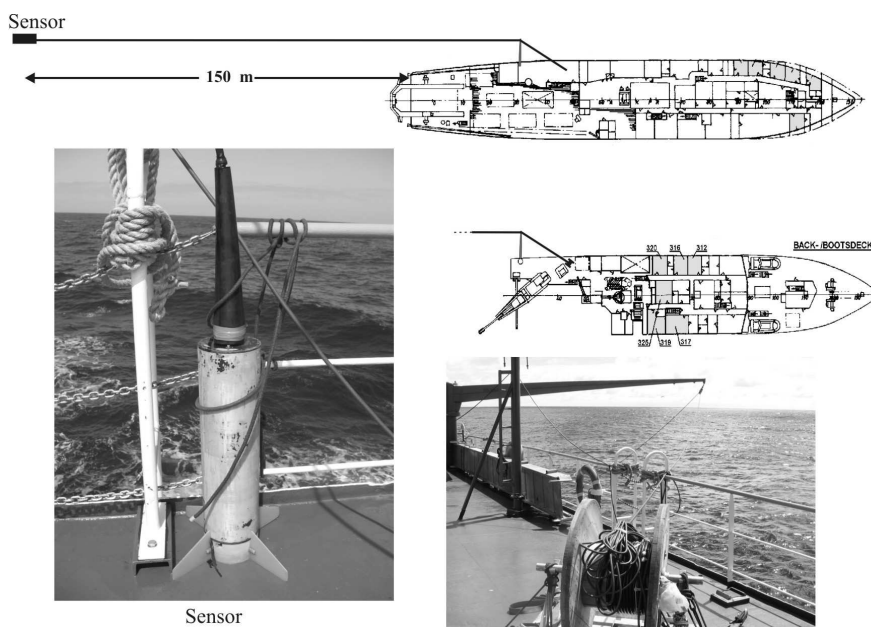 Sensor
150 m
BACK- /BOOTSDECK
320 316 312
325 319 317
Sensor